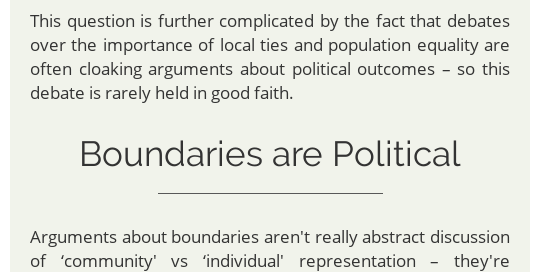 This question is further complicated by the fact that debates
over the importance of local ties and population equality are
often cloaking arguments about political outcomes – so this
debate is rarely held in good faith.
Boundaries are Political
Arguments about boundaries aren't really abstract discussion
of ‘community' vs ‘individual' representation – they're